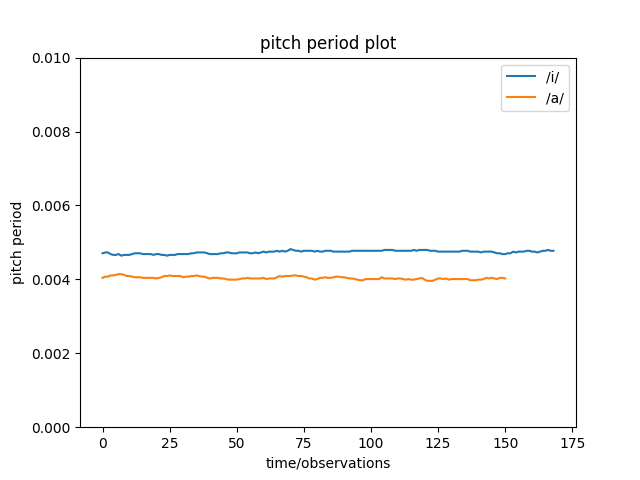 pitch period plot
0.010
0.008
0.006
0.004
0.002
0.000
pitch period
/i/
/a/
0 25 50 75 100 125 150 175
time/observations